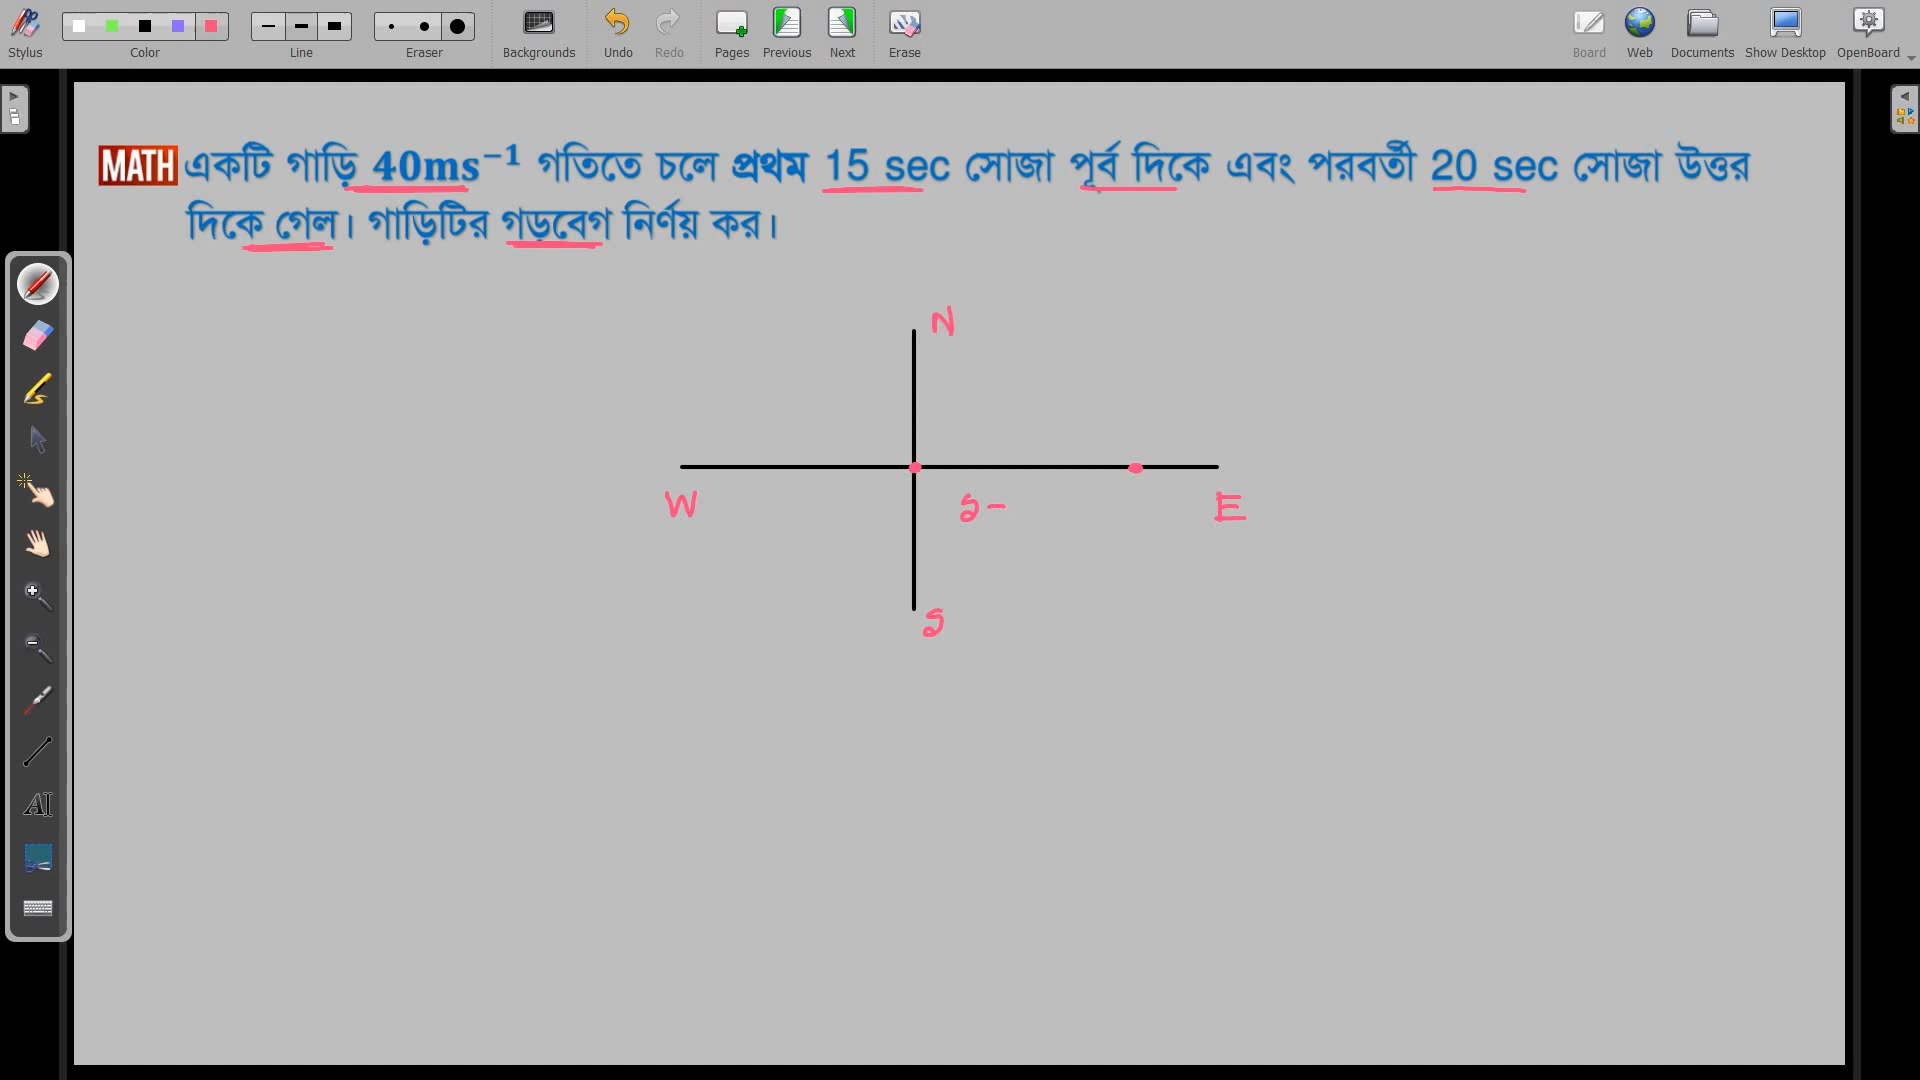 Stylus
Color
Line
Eraser
Backgrounds
Undo
Redo
Pages
Previous
Next
Erase
Board
Web
Documents
Show Desktop
OpenBoard
MATH একটি গাড়ি 40ms⁻¹ গতিতে চলে প্রথম 15 sec সোজা পূর্ব দিকে এবং পরবর্তী 20 sec সোজা উত্তর
দিকে গেল। গাড়িটির গড়বেগ নির্ণয় কর।
N
W
S-
E
S
AI